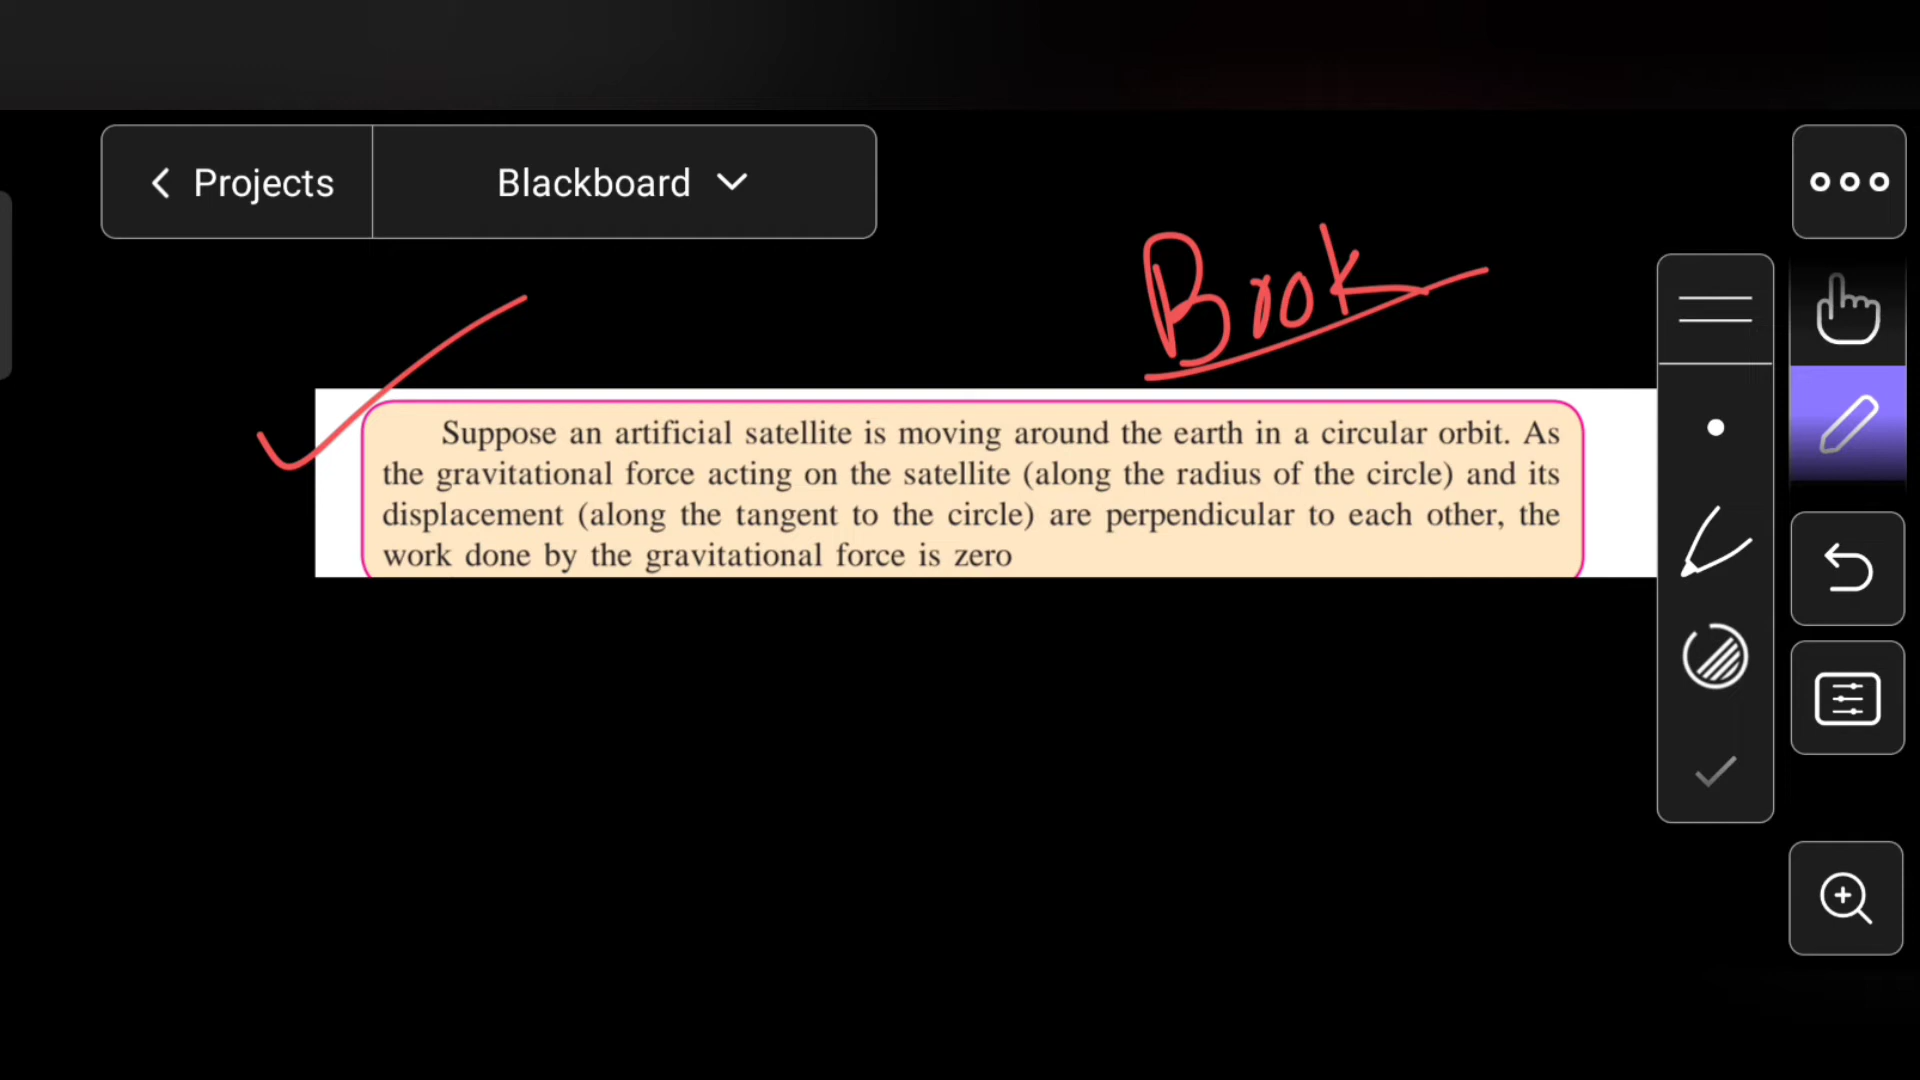 Projects
Blackboard
Book
Suppose an artificial satellite is moving around the earth in a circular orbit. As
the gravitational force acting on the satellite (along the radius of the circle) and its
displacement (along the tangent to the circle) are perpendicular to each other, the
work done by the gravitational force is zero